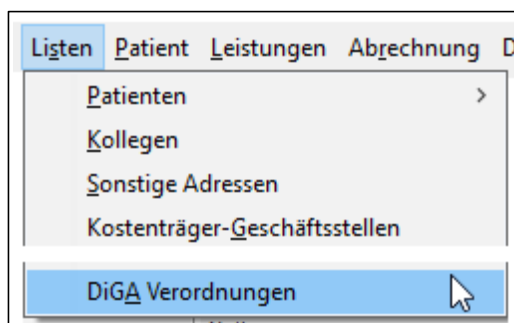 Listen Patient Leistungen Abrechnung D
Patienten >
Kollegen
Sonstige Adressen
Kostenträger-Geschäftsstellen
DiGA Verordnungen